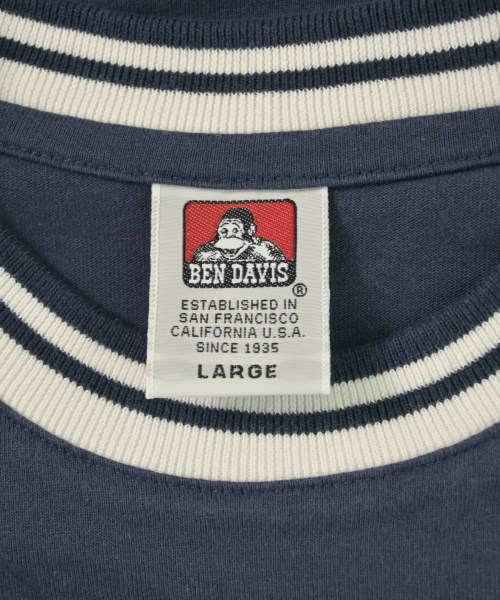 BEN DAVIS
®
ESTABLISHED IN
SAN FRANCISCO
CALIFORNIA U.S.A.
SINCE 1935
LARGE